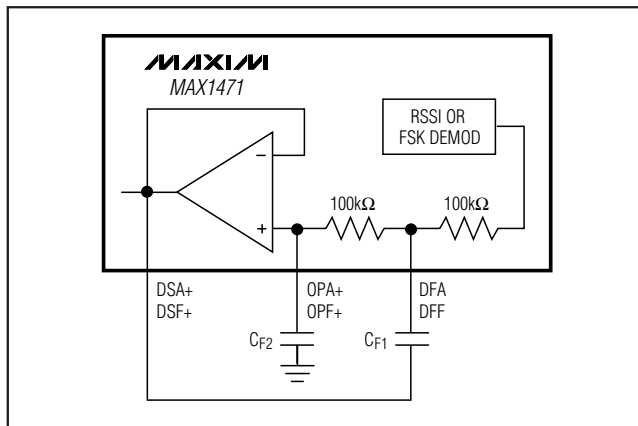 MAXIM
MAX1471
RSSI OR
FSK DEMOD
100kΩ
100kΩ
−
+
DSA+
DSF+
OPA+
OPF+
DFA
DFF
CF2
CF1